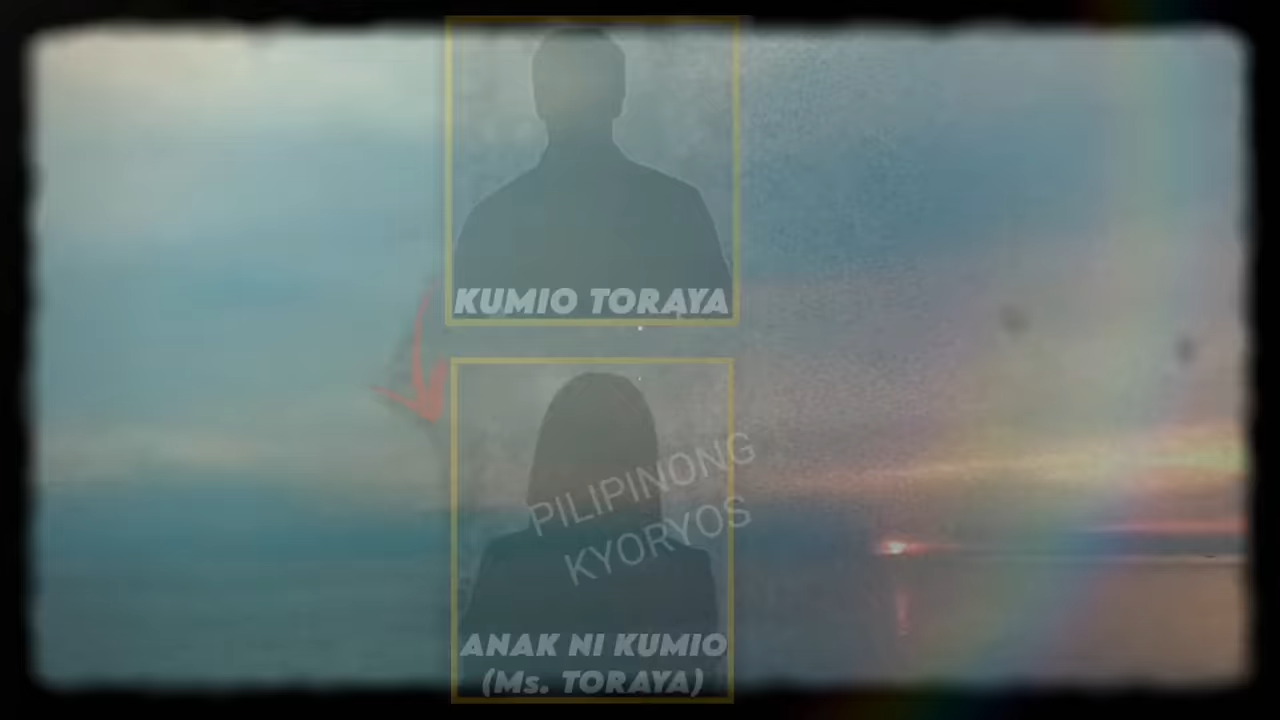 KUMIO TORAYA
PILIPINONG
KYORYOS
ANAK NI KUMIO
(Ms. TORAYA)